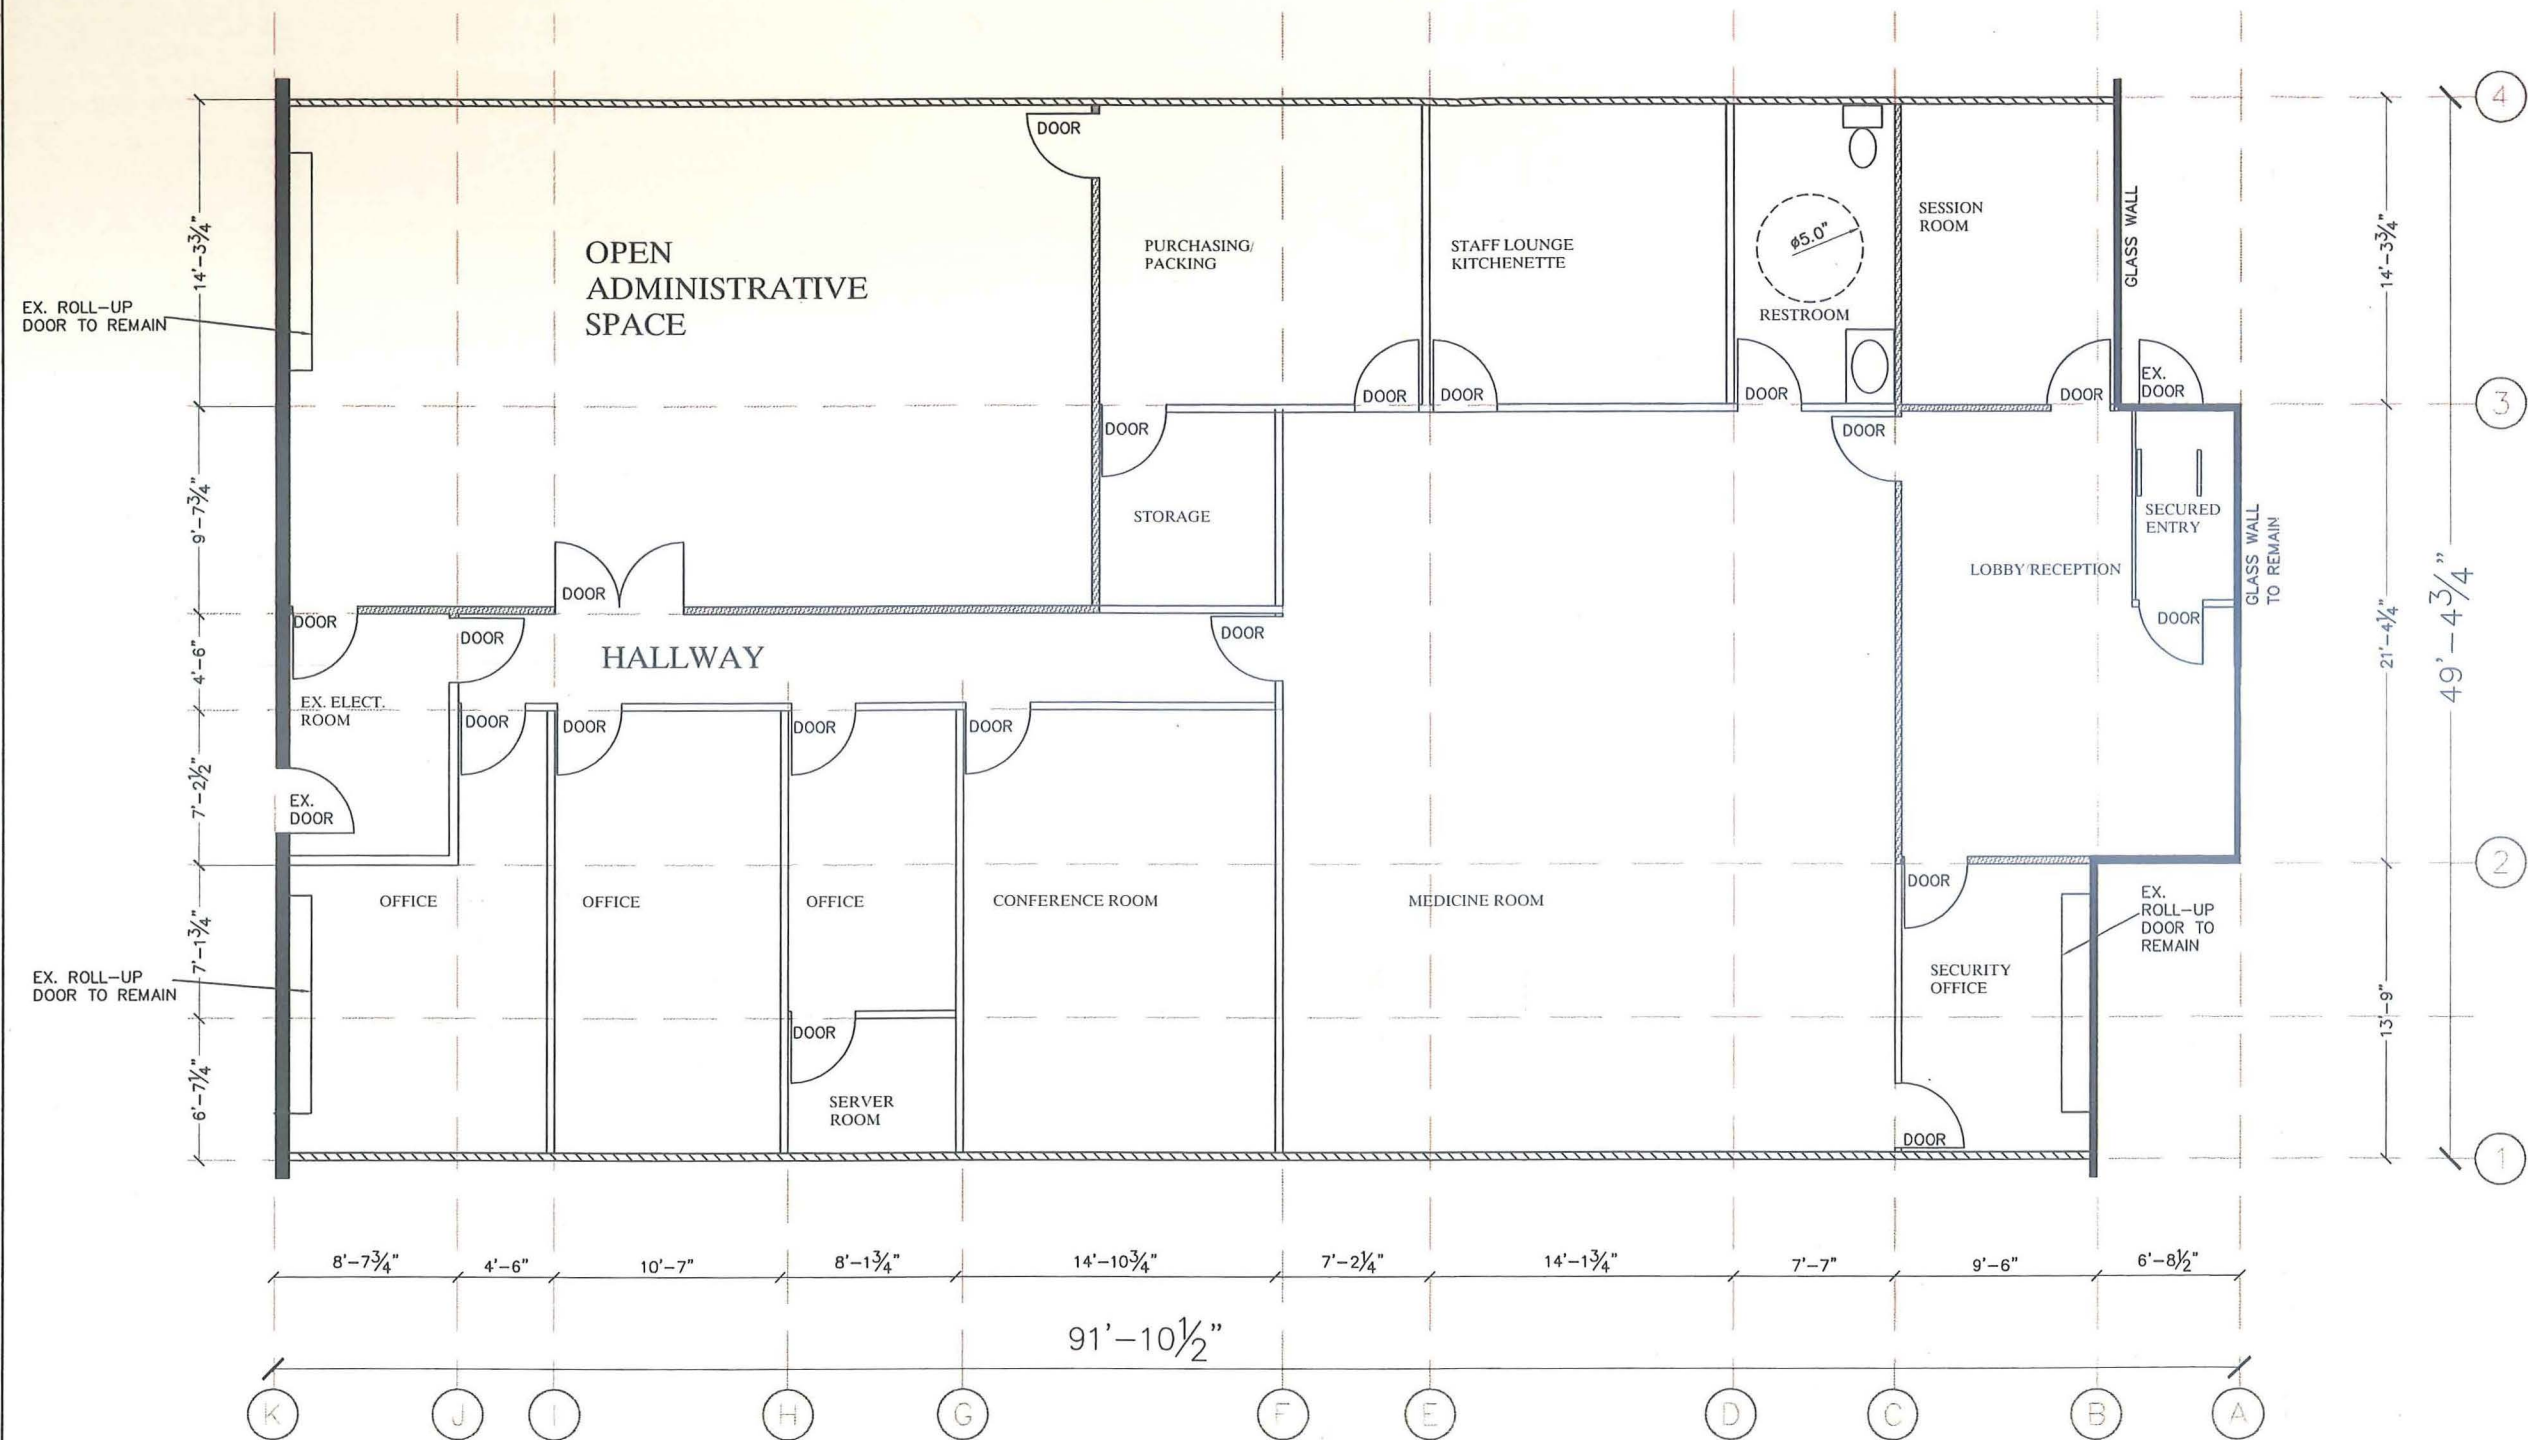 4
DOOR
OPEN
ADMINISTRATIVE
SPACE
14'-3¾"
EX. ROLL-UP
DOOR TO REMAIN
PURCHASING/
PACKING
STAFF LOUNGE
KITCHENETTE
ø5.0"
RESTROOM
SESSION
ROOM
GLASS WALL
14'-3¾"
DOOR
DOOR
DOOR
DOOR
EX.
DOOR
3
DOOR
DOOR
9'-7¾"
STORAGE
SECURED
ENTRY
LOBBY/RECEPTION
GLASS WALL
TO REMAIN
DOOR
DOOR
DOOR
DOOR
DOOR
HALLWAY
4'-6"
21'-4¼"
49'-4¾"
EX. ELECT.
ROOM
DOOR
DOOR
DOOR
DOOR
7'-2½"
EX.
DOOR
2
DOOR
OFFICE
OFFICE
OFFICE
CONFERENCE ROOM
MEDICINE ROOM
EX.
ROLL-UP
DOOR TO
REMAIN
7'-1¾"
EX. ROLL-UP
DOOR TO REMAIN
SECURITY
OFFICE
13'-9"
DOOR
6'-7¼"
SERVER
ROOM
DOOR
1
8'-7¾"
4'-6"
10'-7"
8'-1¾"
14'-10¾"
7'-2¼"
14'-1¾"
7'-7"
9'-6"
6'-8½"
91'-10½"
K
J
I
H
G
F
E
D
C
B
A